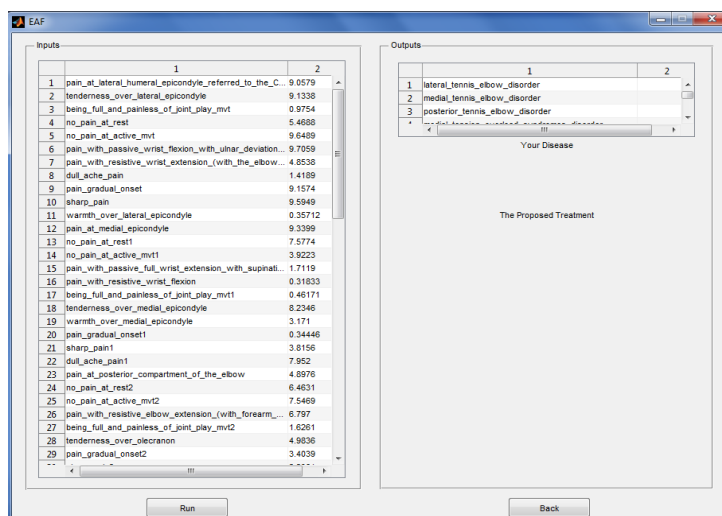 EAF
Inputs
1 2
1 pain_at_lateral_humeral_epicondyle_referred_to_the_C... 9.0579
2 tenderness_over_lateral_epicondyle 9.1338
3 being_full_and_painless_of_joint_play_mvt 0.9754
4 no_pain_at_rest 5.4688
5 no_pain_at_active_mvt 9.6489
6 pain_with_passive_wrist_flexion_with_ulnar_deviation... 9.7059
7 pain_with_resistive_wrist_extension_(with_the_elbow... 4.8538
8 dull_ache_pain 1.4189
9 pain_gradual_onset 9.1574
10 sharp_pain 9.5949
11 warmth_over_lateral_epicondyle 0.35712
12 pain_at_medial_epicondyle 9.3399
13 no_pain_at_rest1 7.5774
14 no_pain_at_active_mvt1 3.9223
15 pain_with_passive_full_wrist_extension_with_supinati... 1.7119
16 pain_with_resistive_wrist_flexion 0.31833
17 being_full_and_painless_of_joint_play_mvt1 0.46171
18 tenderness_over_medial_epicondyle 8.2346
19 warmth_over_medial_epicondyle 3.171
20 pain_gradual_onset1 0.34446
21 sharp_pain1 3.8156
22 dull_ache_pain1 7.952
23 pain_at_posterior_compartment_of_the_elbow 4.8976
24 no_pain_at_rest2 6.4631
25 no_pain_at_active_mvt2 7.5469
26 pain_with_resistive_elbow_extension_(with_forearm_... 6.797
27 being_full_and_painless_of_joint_play_mvt2 1.6261
28 tenderness_over_olecranon 4.9836
29 pain_gradual_onset2 3.4039
Run
Outputs
1 2
1 lateral_tennis_elbow_disorder
2 medial_tennis_elbow_disorder
3 posterior_tennis_elbow_disorder
Your Disease
The Proposed Treatment
Back